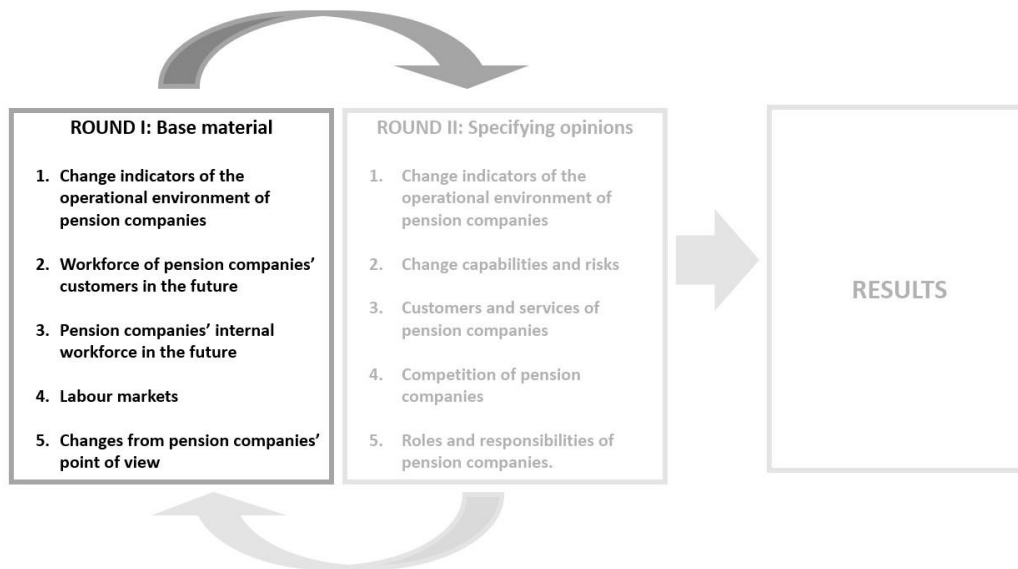 ROUND I: Base material
1. Change indicators of the
operational environment of
pension companies
2. Workforce of pension companies’
customers in the future
3. Pension companies’ internal
workforce in the future
4. Labour markets
5. Changes from pension companies’
point of view
ROUND II: Specifying opinions
1. Change indicators of the
operational environment of
pension companies
2. Change capabilities and risks
3. Customers and services of
pension companies
4. Competition of pension
companies
5. Roles and responsibilities of
pension companies.
RESULTS